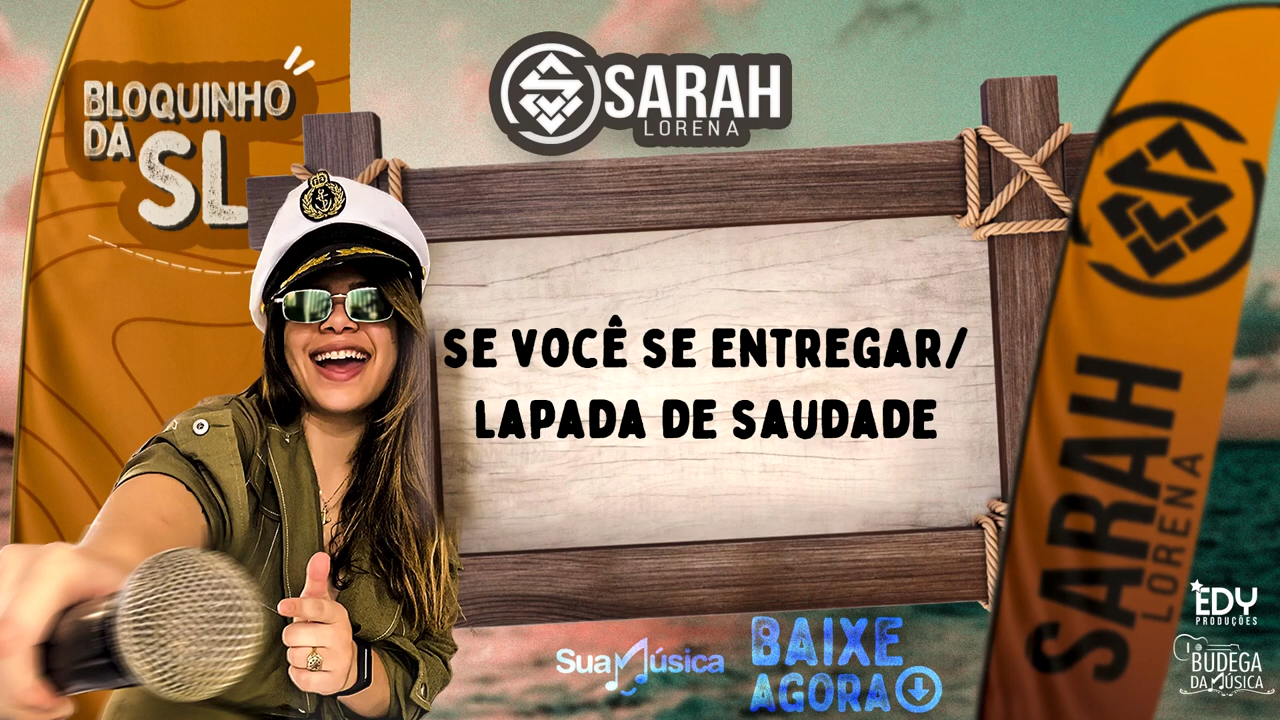 BLOQUINHO
DA
SL
SARAH
LORENA
SE VOCÊ SE ENTREGAR/
LAPADA DE SAUDADE
SARAH
LORENA
SuaMúsica
BAIXE
AGORA
EDY
PRODUÇÕES
BUDEGA
DA MÚSICA